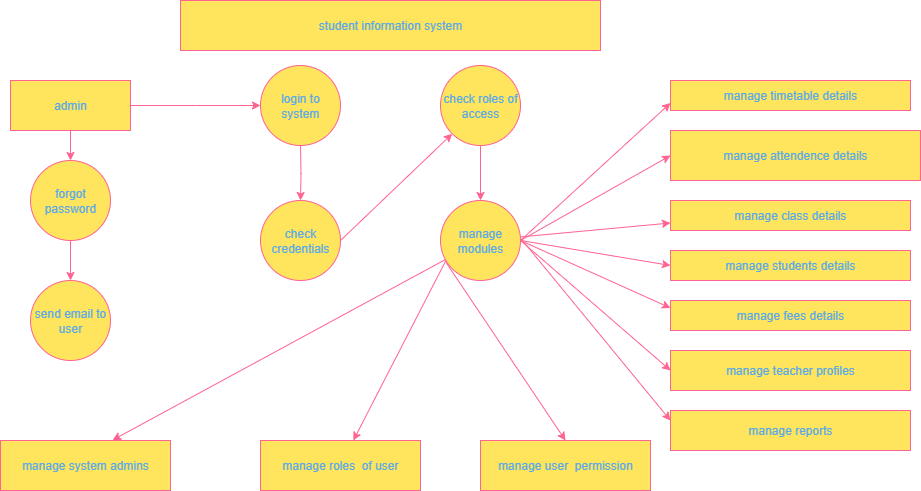 student information system
admin
login to
system
check roles of
access
manage timetable details
manage attendence details
forgot
password
check
credentials
manage
modules
manage class details
manage students details
send email to
user
manage fees details
manage teacher profiles
manage reports
manage system admins
manage roles  of user
manage user  permission